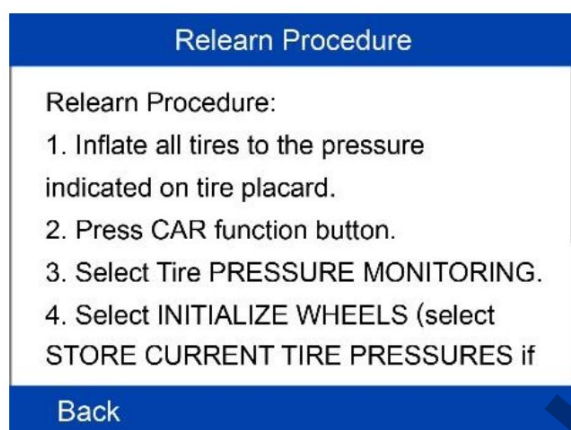 Relearn Procedure
Relearn Procedure:
1. Inflate all tires to the pressure
indicated on tire placard.
2. Press CAR function button.
3. Select Tire PRESSURE MONITORING.
4. Select INITIALIZE WHEELS (select
STORE CURRENT TIRE PRESSURES if
Back